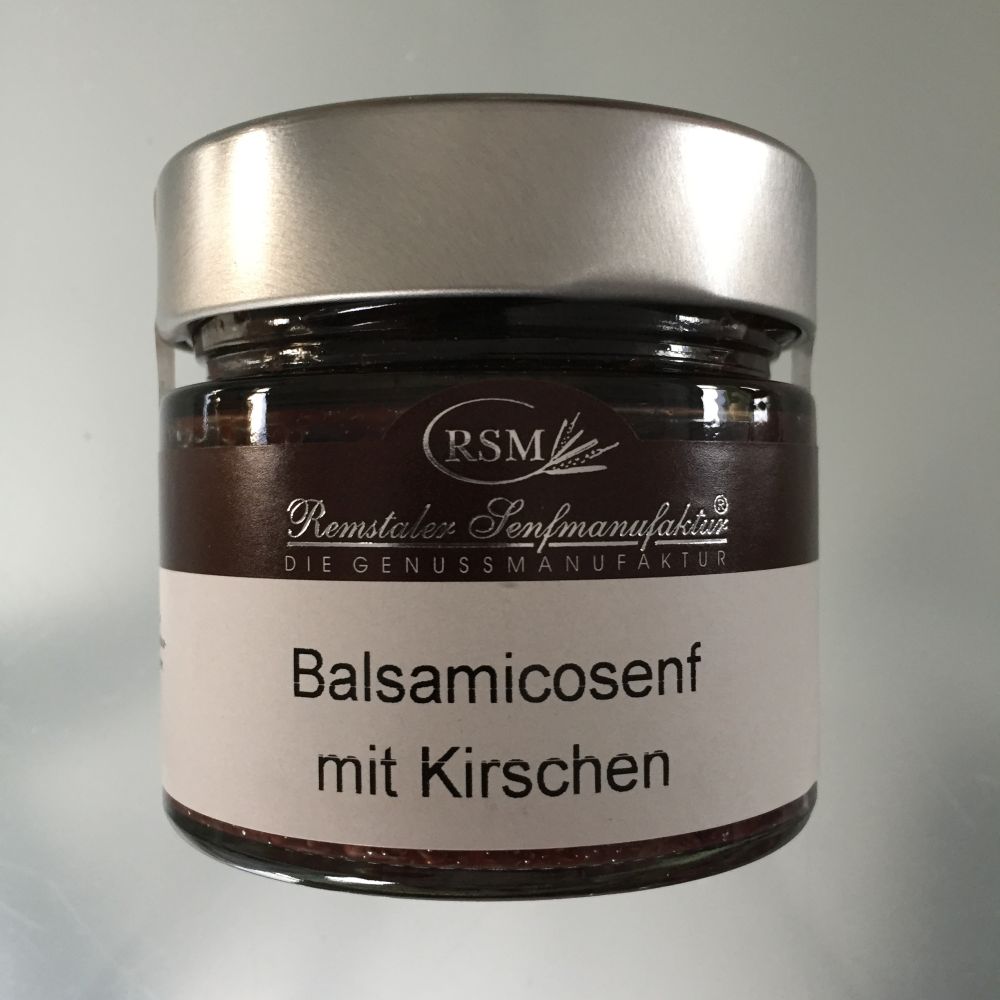 RSM
Remstaler Senfmanufaktur®
DIE GENUSSMANUFAKTUR
Balsamicosenf
mit Kirschen